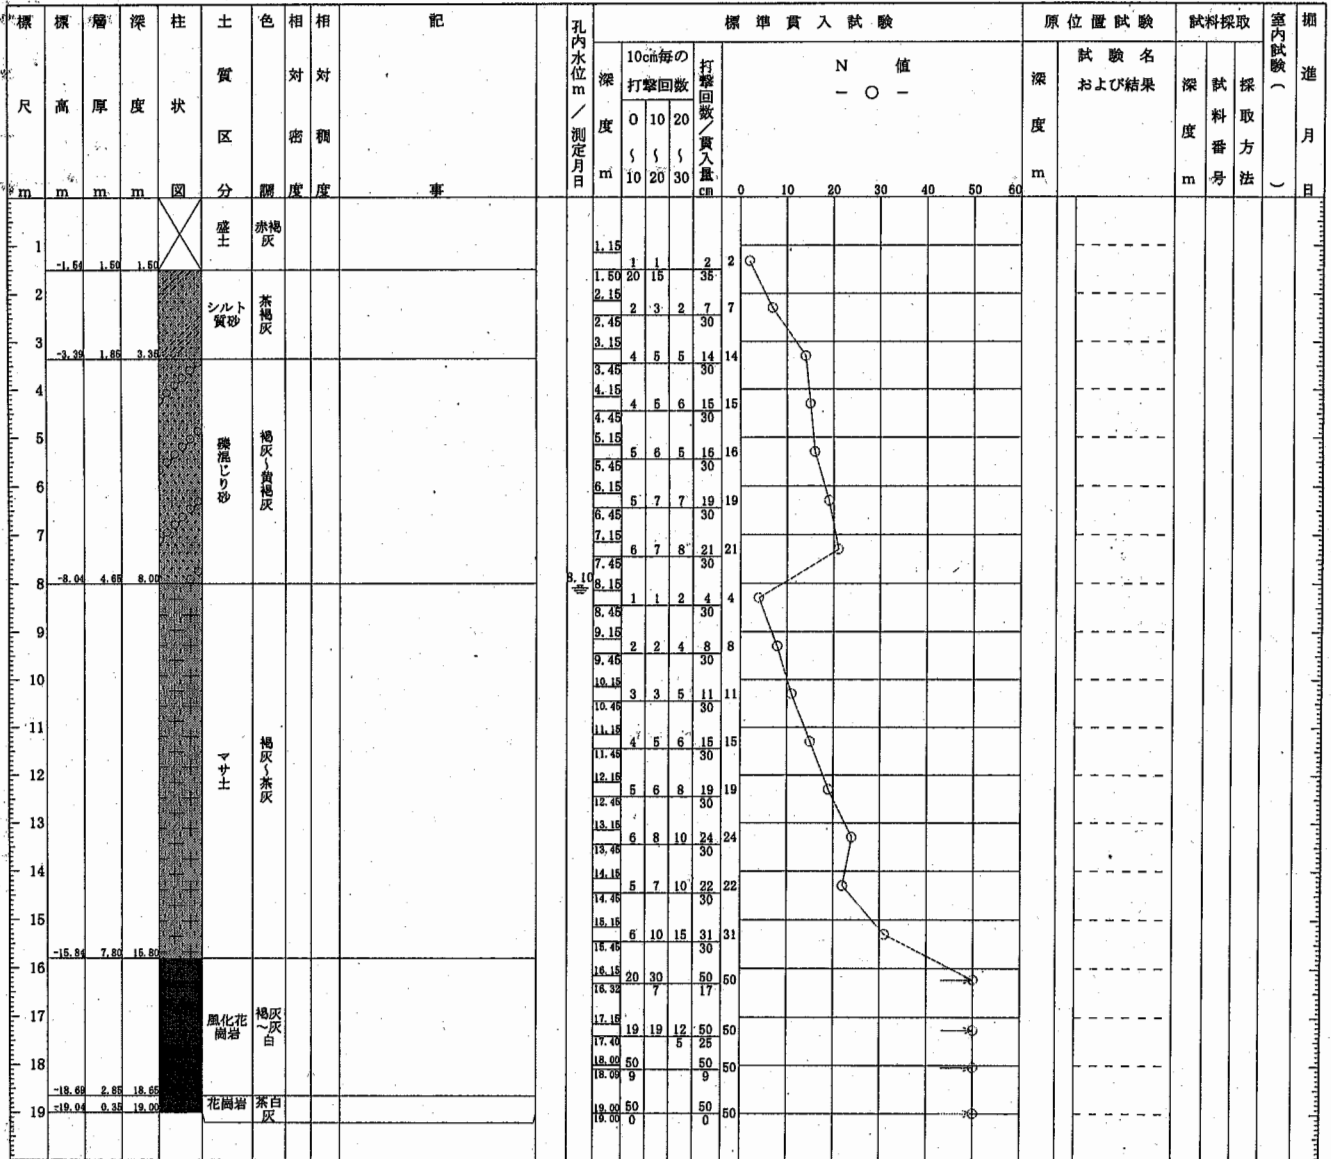 標尺 m
標高 m
層厚 m
深度 m
柱状図
土質区分
色調
相対密度
相対稠度
記事
孔内水位m/測定月日
標準貫入試験
深度 m
10cm毎の
打撃回数
0 10 20
〜 〜 〜
10 20 30
打撃回数/貫入量 cm
N 値
- ○ -
0 10 20 30 40 50 60
原位置試験
深度 m
試験名
および結果
試料採取
深度 m
試料番号
採取方法
室内試験( )
掘進月日
-1.54 1.50 1.50
盛土
赤褐灰
-3.39 1.85 3.35
シルト
質砂
茶褐灰
-8.04 4.65 8.00
礫混じり砂
褐灰〜黄褐灰
-15.84 7.80 15.80
マサ土
褐灰〜茶灰
-18.69 2.85 18.65
風化花
崗岩
褐灰
〜灰
白
-19.04 0.35 19.00
花崗岩
茶白
灰
1
2
3
4
5
6
7
8
9
10
11
12
13
14
15
16
17
18
19
8.10
1.15
1 1 2 2
1.50 20 15 35
2.15
2 3 2 7 7
2.45 30
3.15
4 5 5 14 14
3.45 30
4.15
4 5 6 15 15
4.45 30
5.15
5 6 5 16 16
5.45 30
6.15
5 7 7 19 19
6.45 30
7.15
6 7 8 21 21
7.45 30
8.15
1 1 2 4 4
8.45 30
9.15
2 2 4 8 8
9.45 30
10.15
3 3 5 11 11
10.45 30
11.15
4 5 6 15 15
11.45 30
12.15
5 6 8 19 19
12.45 30
13.15
6 8 10 24 24
13.45 30
14.15
5 7 10 22 22
14.45 30
15.15
6 10 15 31 31
15.45 30
16.15 20 30 50 50
16.32 7 17
17.15
19 19 12 50 50
17.40 5 25
18.00 50 50 50
18.09 9 9
19.00 50 50 50
19.00 0 0